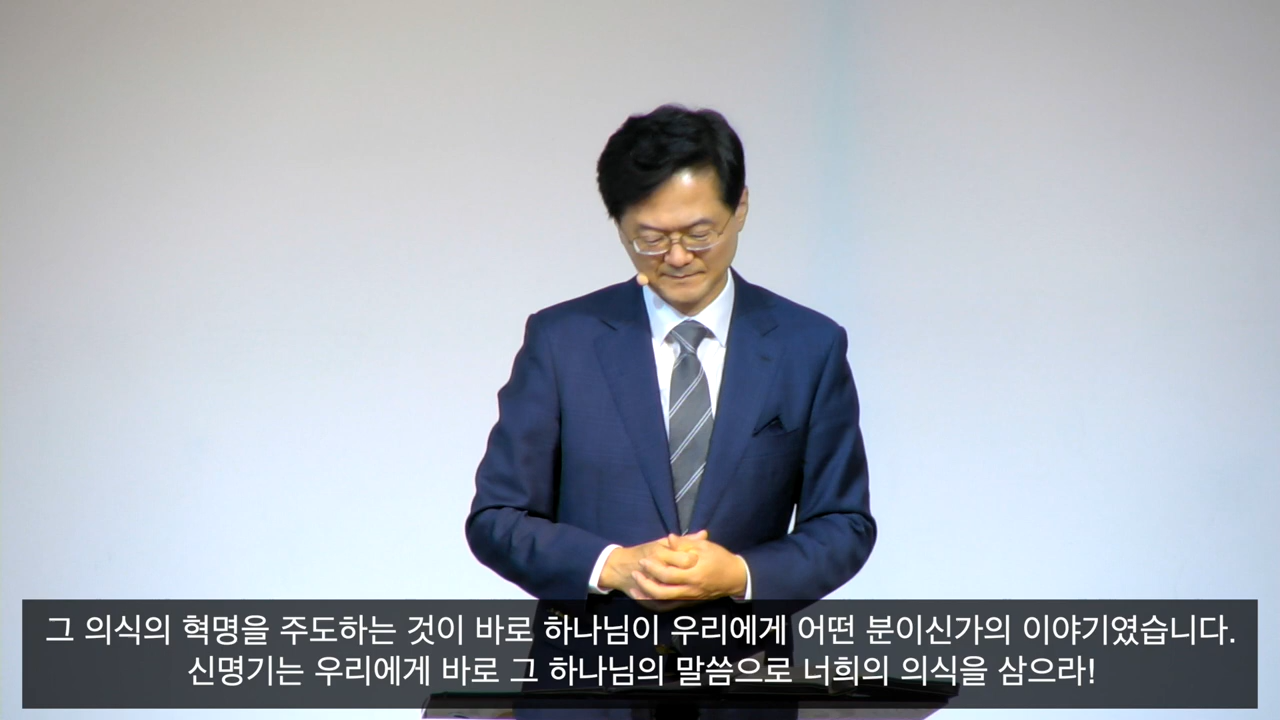 그 의식의 혁명을 주도하는 것이 바로 하나님이 우리에게 어떤 분이신가의 이야기였습니다.
신명기는 우리에게 바로 그 하나님의 말씀으로 너희의 의식을 삼으라!